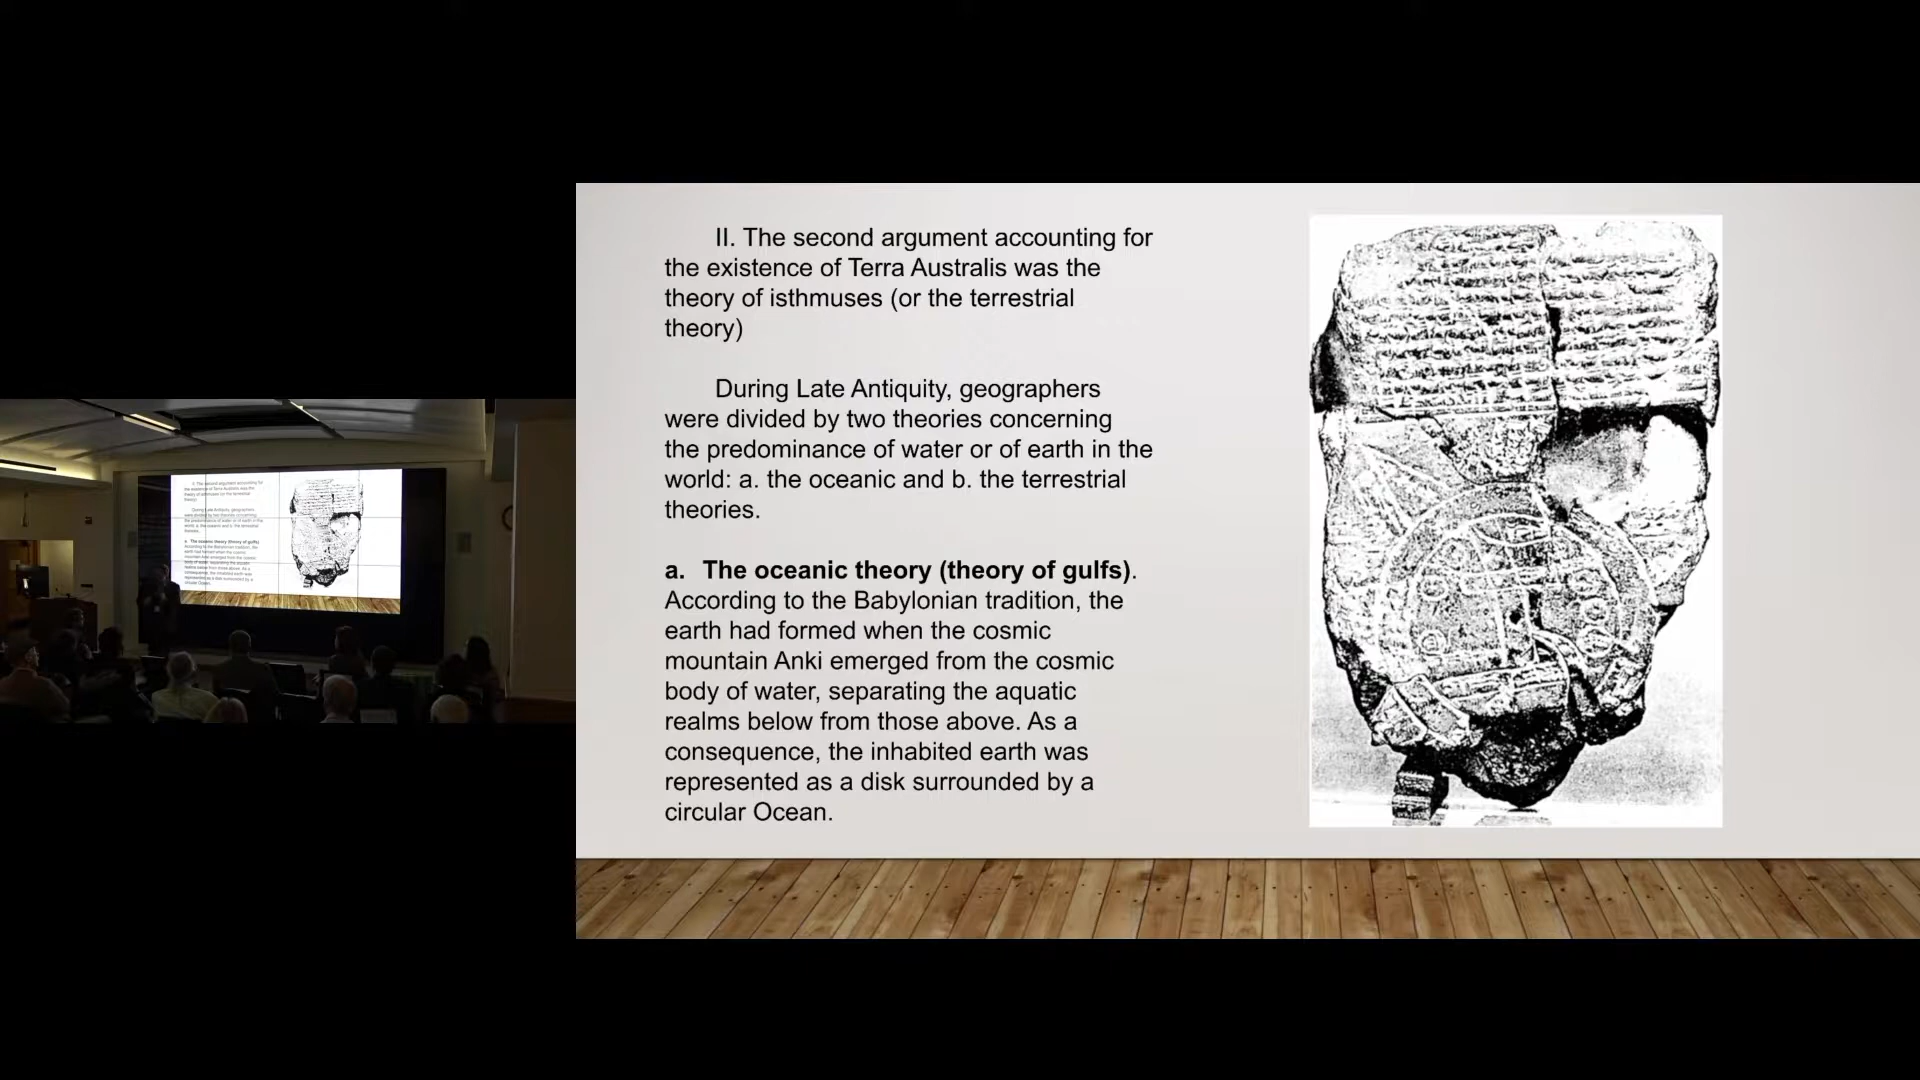 II. The second argument accounting for
the existence of Terra Australis was the
theory of isthmuses (or the terrestrial
theory)
During Late Antiquity, geographers
were divided by two theories concerning
the predominance of water or of earth in the
world: a. the oceanic and b. the terrestrial
theories.
a. The oceanic theory (theory of gulfs).
According to the Babylonian tradition, the
earth had formed when the cosmic
mountain Anki emerged from the cosmic
body of water, separating the aquatic
realms below from those above. As a
consequence, the inhabited earth was
represented as a disk surrounded by a
circular Ocean.